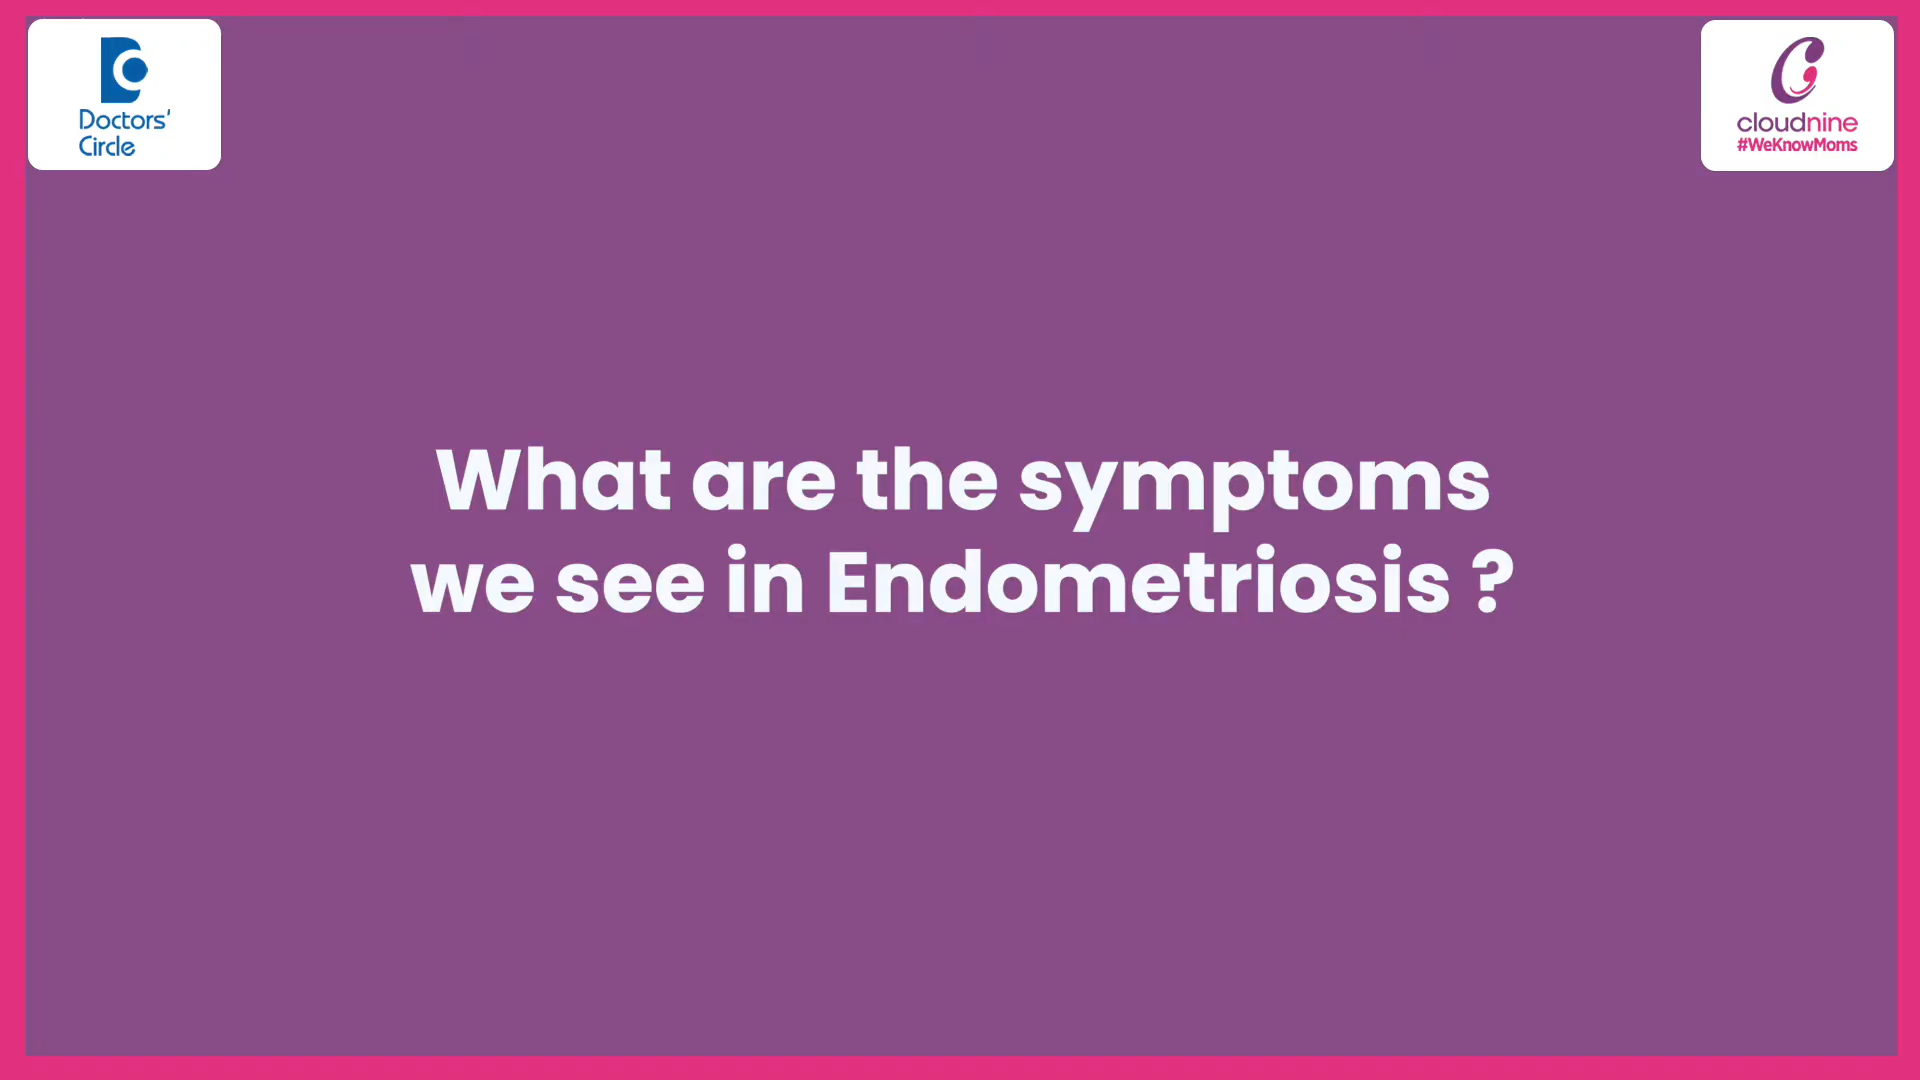 Doctors'
Circle
cloudnine
#WeKnowMoms
What are the symptoms
we see in Endometriosis ?